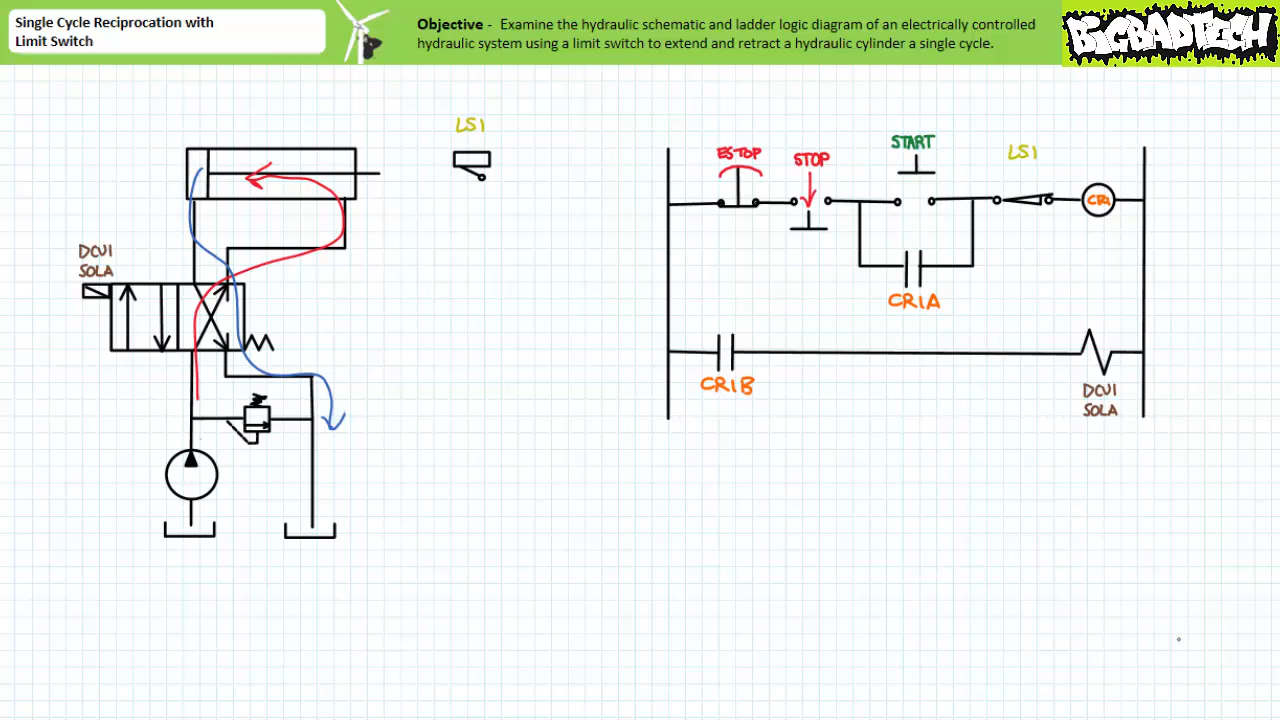 Single Cycle Reciprocation with
Limit Switch
Objective - Examine the hydraulic schematic and ladder logic diagram of an electrically controlled
hydraulic system using a limit switch to extend and retract a hydraulic cylinder a single cycle.
BIGBADTECH
LS1
DCV1
SOLA
ESTOP
STOP
START
LS1
CR1
CR1A
CR1B
DCV1
SOLA